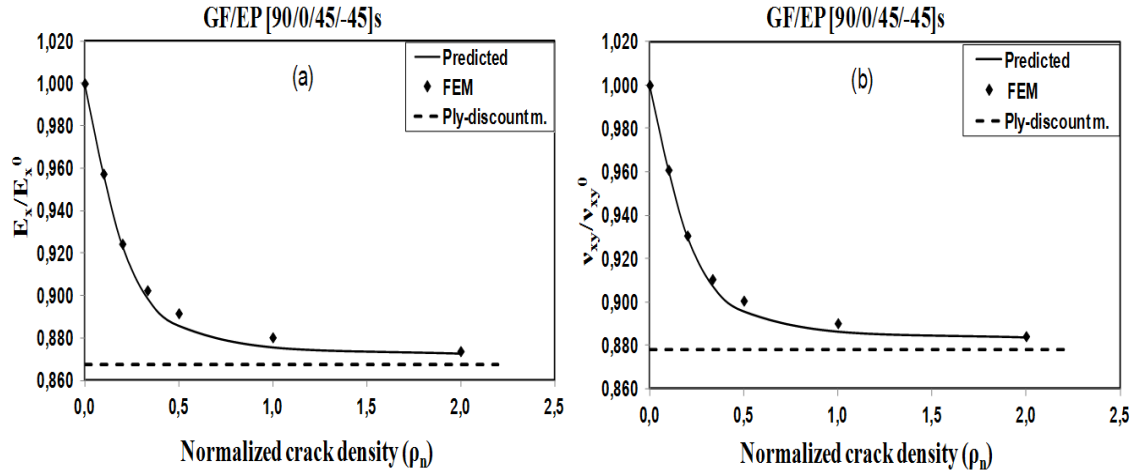 GF/EP [90/0/45/-45]s
(a)
Predicted
FEM
Ply-discount m.
Eₓ/Eₓ⁰
1,020
1,000
0,980
0,960
0,940
0,920
0,900
0,880
0,860
0,0 0,5 1,0 1,5 2,0 2,5
Normalized crack density (ρₙ)
GF/EP [90/0/45/-45]s
(b)
Predicted
FEM
Ply-discount m.
νₓᵧ/νₓᵧ⁰
1,020
1,000
0,980
0,960
0,940
0,920
0,900
0,880
0,860
0,0 0,5 1,0 1,5 2,0 2,5
Normalized crack density (ρₙ)